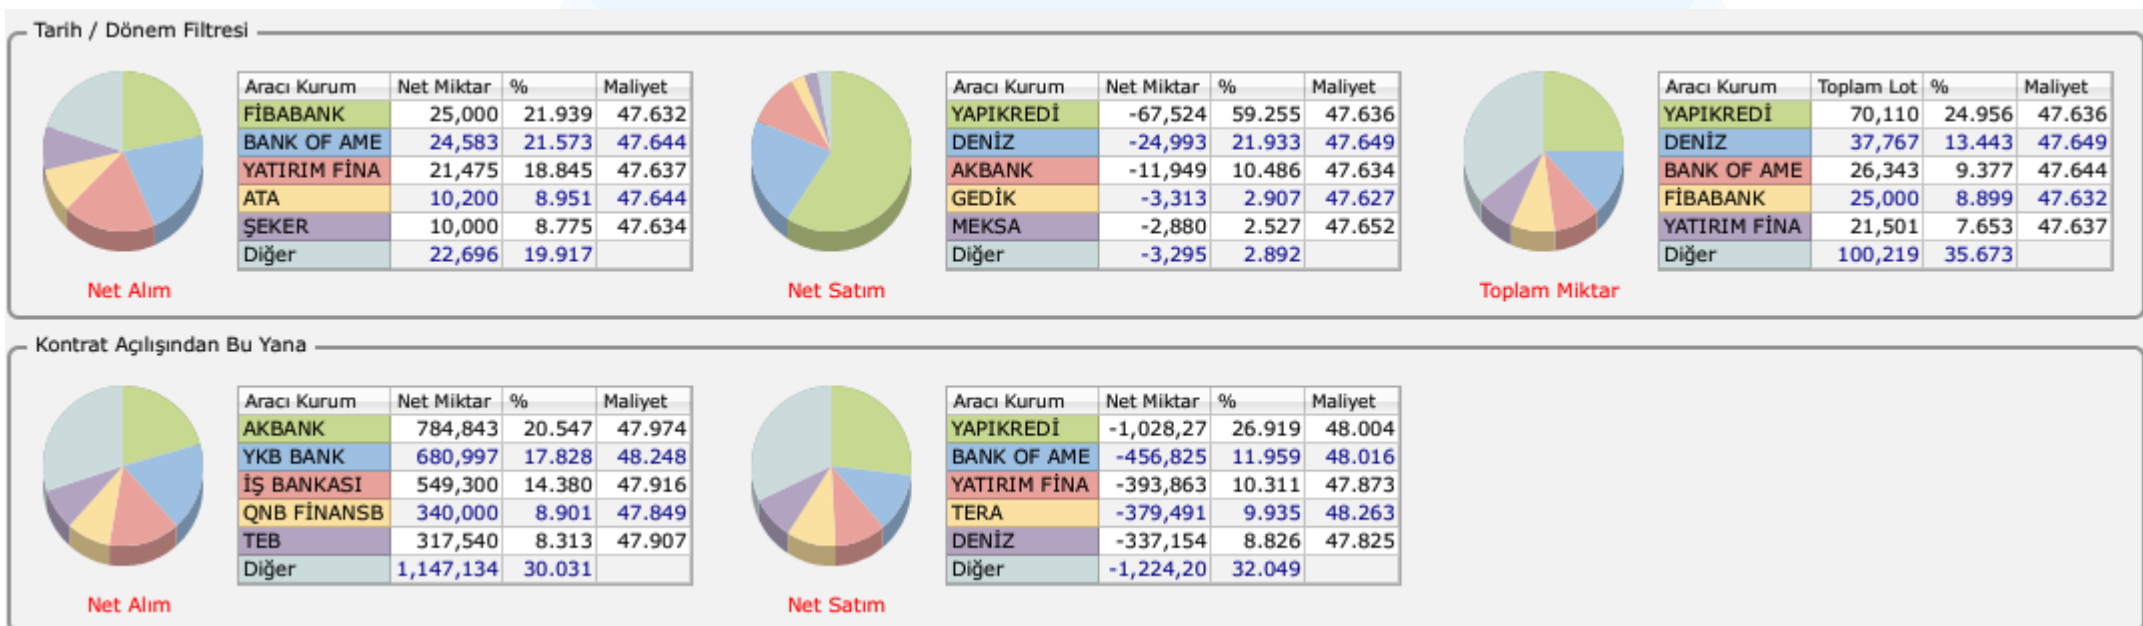 Tarih / Dönem Filtresi
Aracı Kurum Net Miktar % Maliyet
FİBABANK 25,000 21.939 47.632
BANK OF AME 24,583 21.573 47.644
YATIRIM FİNA 21,475 18.845 47.637
ATA 10,200 8.951 47.644
ŞEKER 10,000 8.775 47.634
Diğer 22,696 19.917
Net Alım
Aracı Kurum Net Miktar % Maliyet
YAPIKREDİ -67,524 59.255 47.636
DENİZ -24,993 21.933 47.649
AKBANK -11,949 10.486 47.634
GEDİK -3,313 2.907 47.627
MEKSA -2,880 2.527 47.652
Diğer -3,295 2.892
Net Satım
Aracı Kurum Toplam Lot % Maliyet
YAPIKREDİ 70,110 24.956 47.636
DENİZ 37,767 13.443 47.649
BANK OF AME 26,343 9.377 47.644
FİBABANK 25,000 8.899 47.632
YATIRIM FİNA 21,501 7.653 47.637
Diğer 100,219 35.673
Toplam Miktar
Kontrat Açılışından Bu Yana
Aracı Kurum Net Miktar % Maliyet
AKBANK 784,843 20.547 47.974
YKB BANK 680,997 17.828 48.248
İŞ BANKASI 549,300 14.380 47.916
QNB FİNANSB 340,000 8.901 47.849
TEB 317,540 8.313 47.907
Diğer 1,147,134 30.031
Net Alım
Aracı Kurum Net Miktar % Maliyet
YAPIKREDİ -1,028,27 26.919 48.004
BANK OF AME -456,825 11.959 48.016
YATIRIM FİNA -393,863 10.311 47.873
TERA -379,491 9.935 48.263
DENİZ -337,154 8.826 47.825
Diğer -1,224,20 32.049
Net Satım